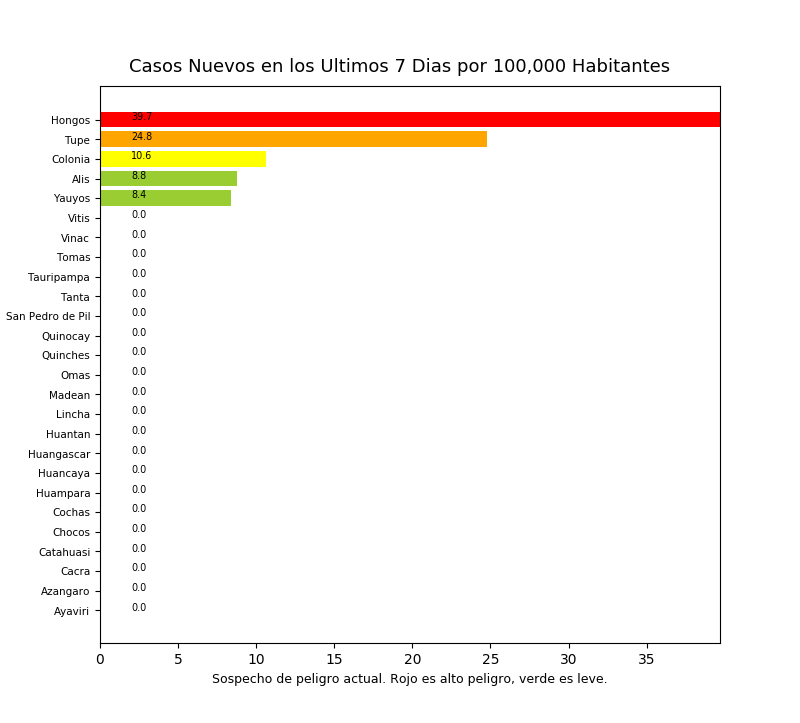 Casos Nuevos en los Ultimos 7 Dias por 100,000 Habitantes
Hongos 39.7
Tupe 24.8
Colonia 10.6
Alis 8.8
Yauyos 8.4
Vitis 0.0
Vinac 0.0
Tomas 0.0
Tauripampa 0.0
Tanta 0.0
San Pedro de Pil 0.0
Quinocay 0.0
Quinches 0.0
Omas 0.0
Madean 0.0
Lincha 0.0
Huantan 0.0
Huangascar 0.0
Huancaya 0.0
Huampara 0.0
Cochas 0.0
Chocos 0.0
Catahuasi 0.0
Cacra 0.0
Azangaro 0.0
Ayaviri 0.0
0 5 10 15 20 25 30 35
Sospecho de peligro actual. Rojo es alto peligro, verde es leve.